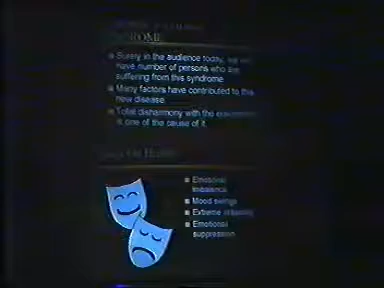 SYNDROME
Surely in the audience today, we
have number of persons who are
suffering from this syndrome
Many factors have contributed to this
new disease.
Total disharmony with the
is one of the cause of it.
Emotional
imbalance
Mood swings
Extreme
Emotional
suppression